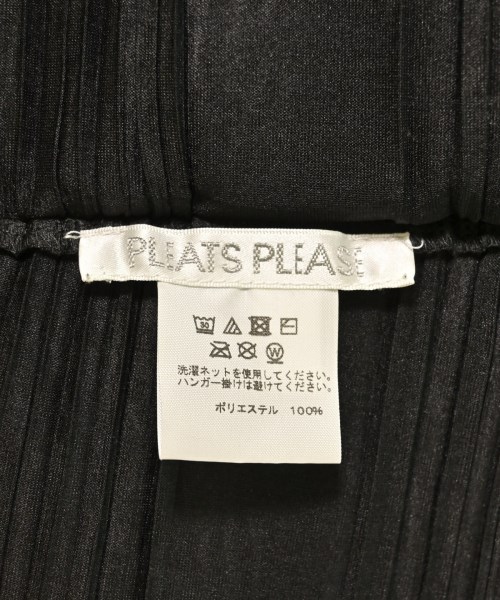 PLEATS PLEASE
30
W
洗濯ネットを使用してください。
ハンガー掛けは避けてください。
ポリエステル 100%